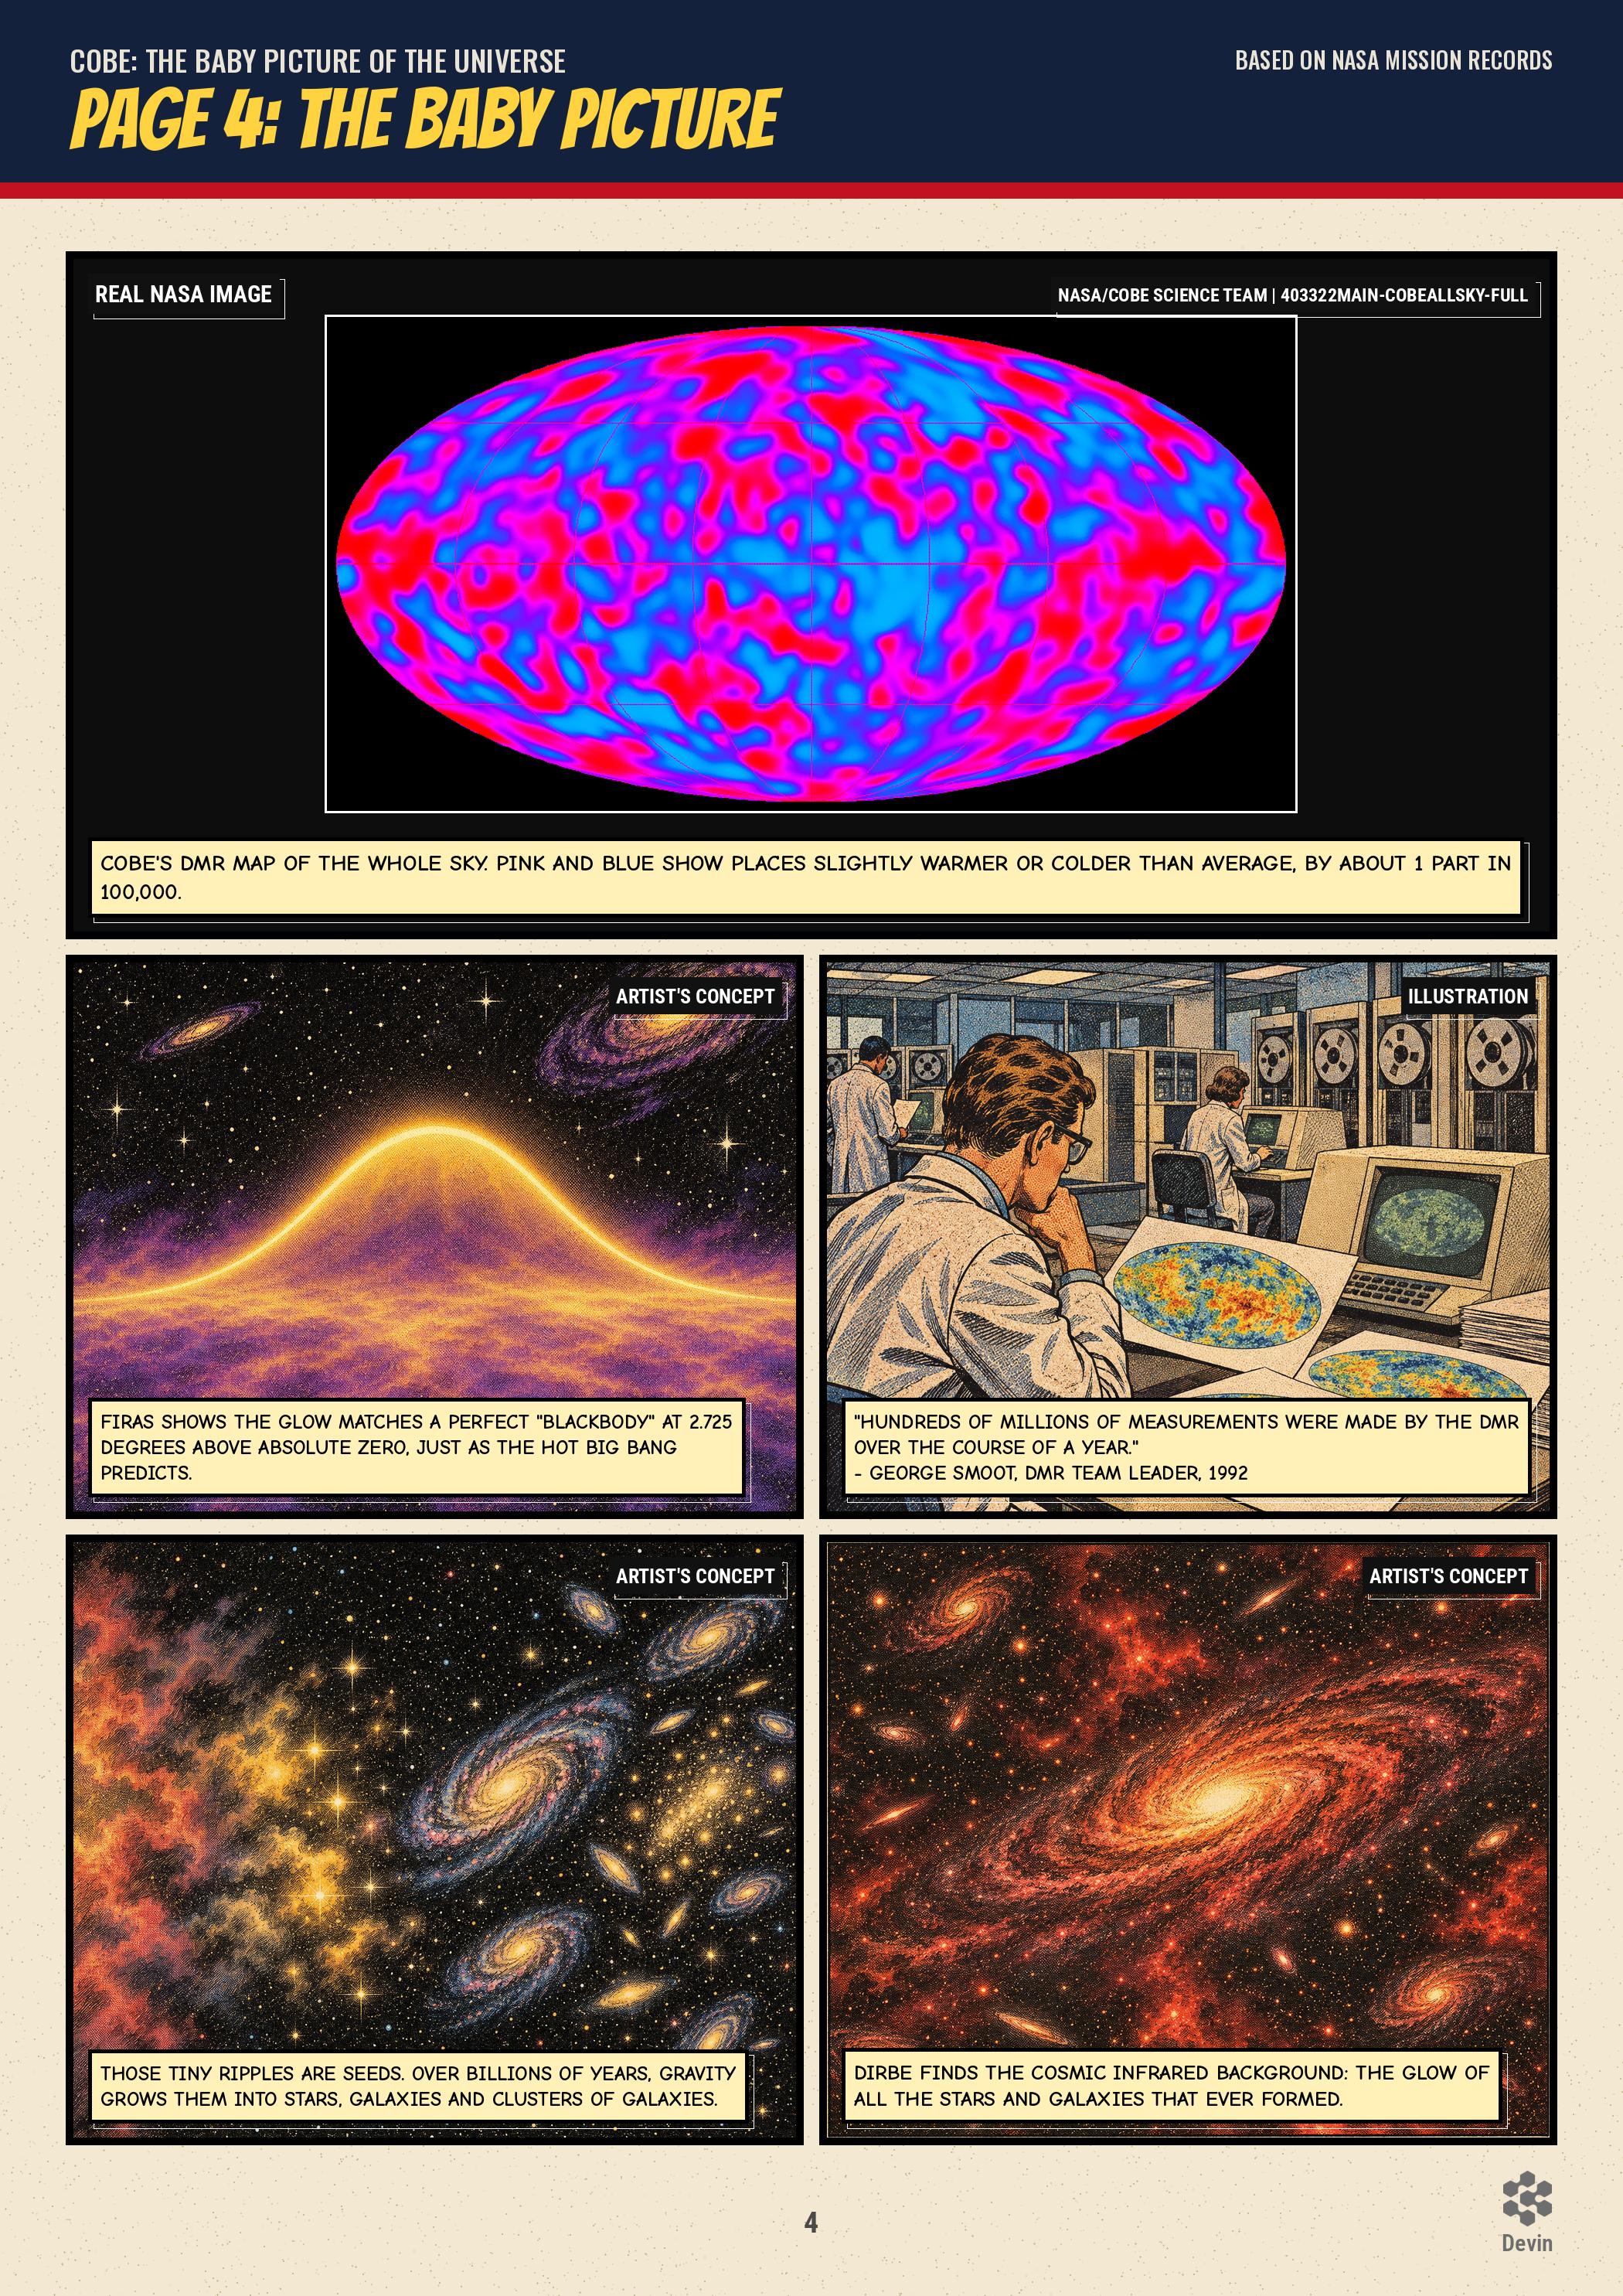 COBE: THE BABY PICTURE OF THE UNIVERSE
BASED ON NASA MISSION RECORDS
PAGE 4: THE BABY PICTURE
REAL NASA IMAGE
NASA/COBE SCIENCE TEAM | 403322MAIN-COBEALLSKY-FULL
COBE'S DMR MAP OF THE WHOLE SKY. PINK AND BLUE SHOW PLACES SLIGHTLY WARMER OR COLDER THAN AVERAGE, BY ABOUT 1 PART IN
100,000.
ARTIST'S CONCEPT
FIRAS SHOWS THE GLOW MATCHES A PERFECT "BLACKBODY" AT 2.725
DEGREES ABOVE ABSOLUTE ZERO, JUST AS THE HOT BIG BANG
PREDICTS.
ILLUSTRATION
"HUNDREDS OF MILLIONS OF MEASUREMENTS WERE MADE BY THE DMR
OVER THE COURSE OF A YEAR."
- GEORGE SMOOT, DMR TEAM LEADER, 1992
ARTIST'S CONCEPT
THOSE TINY RIPPLES ARE SEEDS. OVER BILLIONS OF YEARS, GRAVITY
GROWS THEM INTO STARS, GALAXIES AND CLUSTERS OF GALAXIES.
ARTIST'S CONCEPT
DIRBE FINDS THE COSMIC INFRARED BACKGROUND: THE GLOW OF
ALL THE STARS AND GALAXIES THAT EVER FORMED.
4
Devin